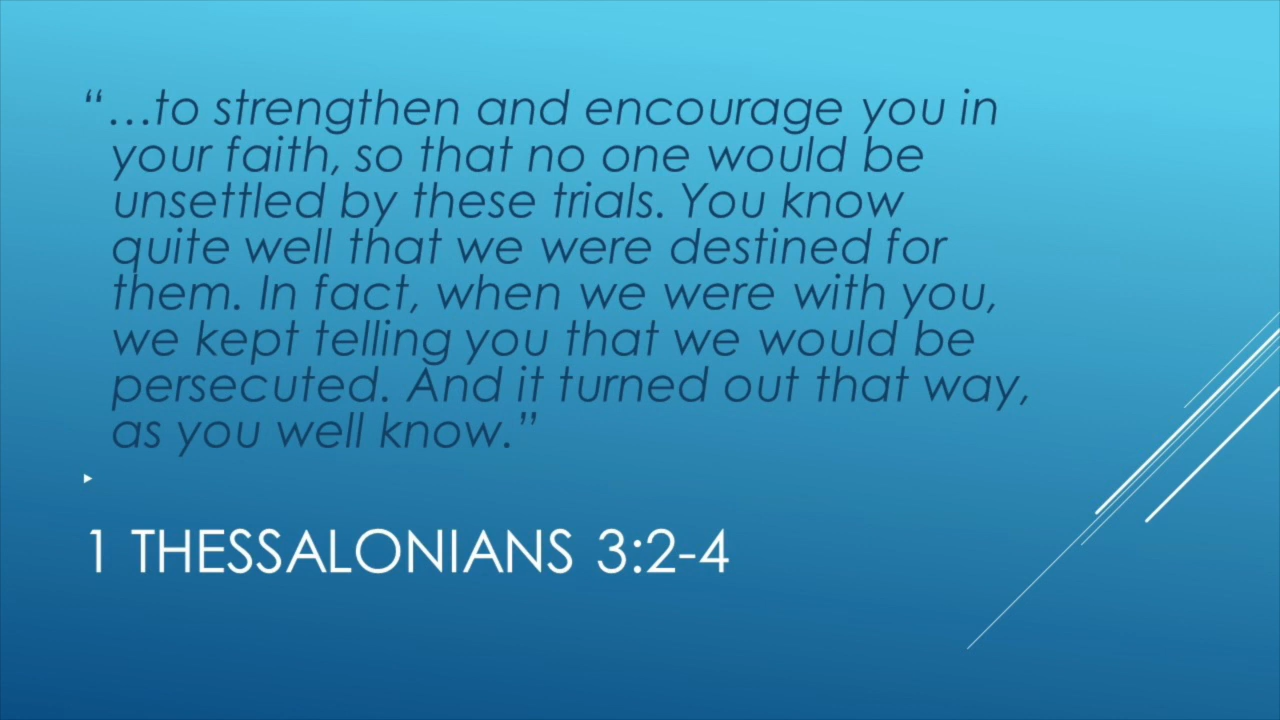 “…to strengthen and encourage you in
your faith, so that no one would be
unsettled by these trials. You know
quite well that we were destined for
them. In fact, when we were with you,
we kept telling you that we would be
persecuted. And it turned out that way,
as you well know.”
1 THESSALONIANS 3:2-4